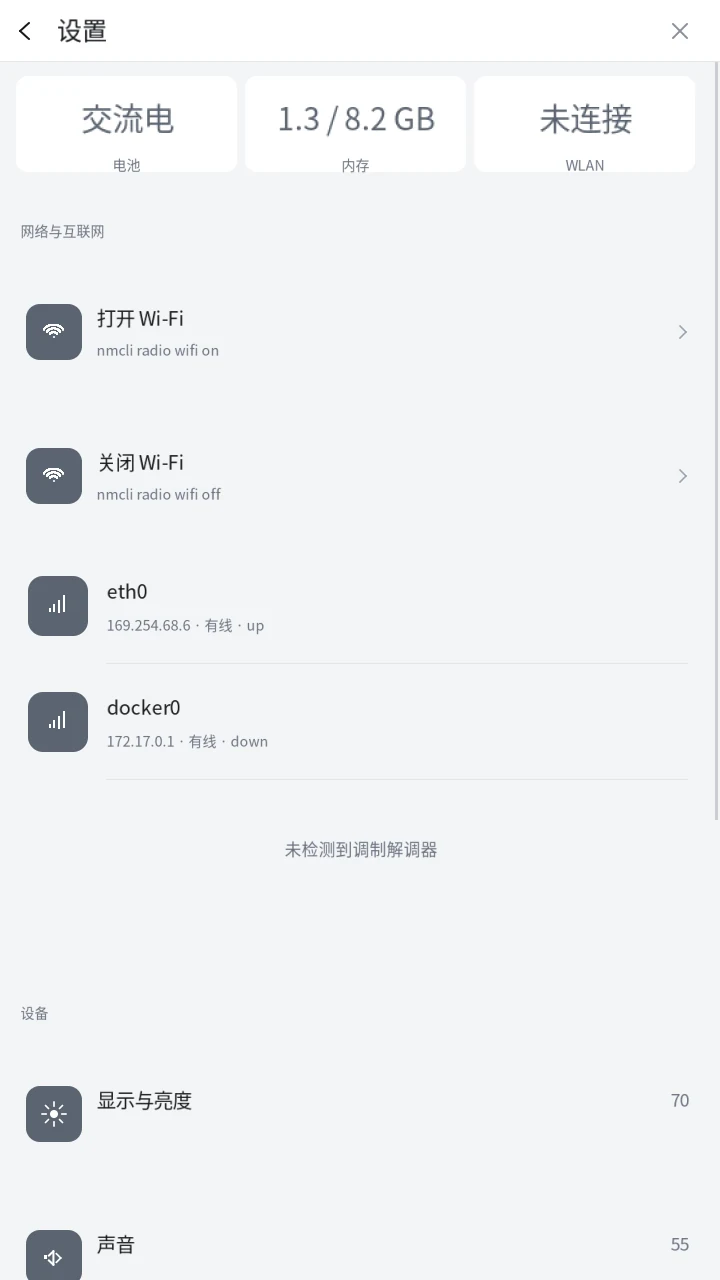 设置
交流电
电池
1.3 / 8.2 GB
内存
未连接
WLAN
网络与互联网
打开 Wi-Fi
nmcli radio wifi on
关闭 Wi-Fi
nmcli radio wifi off
eth0
169.254.68.6 · 有线 · up
docker0
172.17.0.1 · 有线 · down
未检测到调制解调器
设备
显示与亮度
70
声音
55